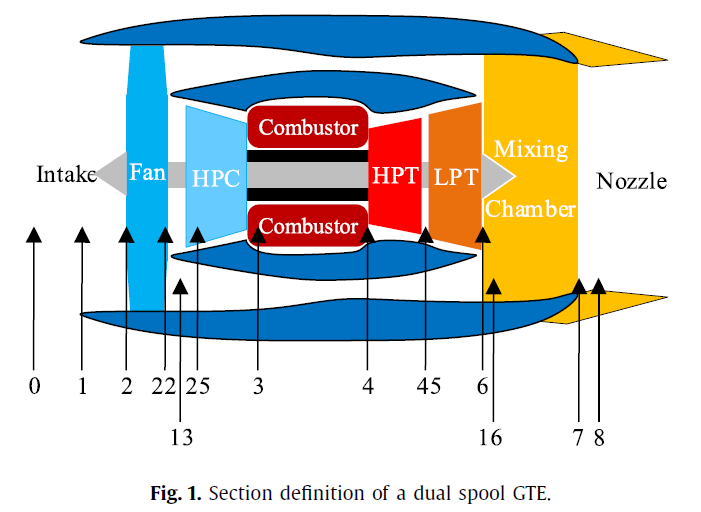 Combustor
Mixing
Intake
Fan
HPC
HPT
LPT
Nozzle
Chamber
Combustor
0
1
2
22
25
3
4
45
6
13
16
7
8
Fig. 1. Section definition of a dual spool GTE.